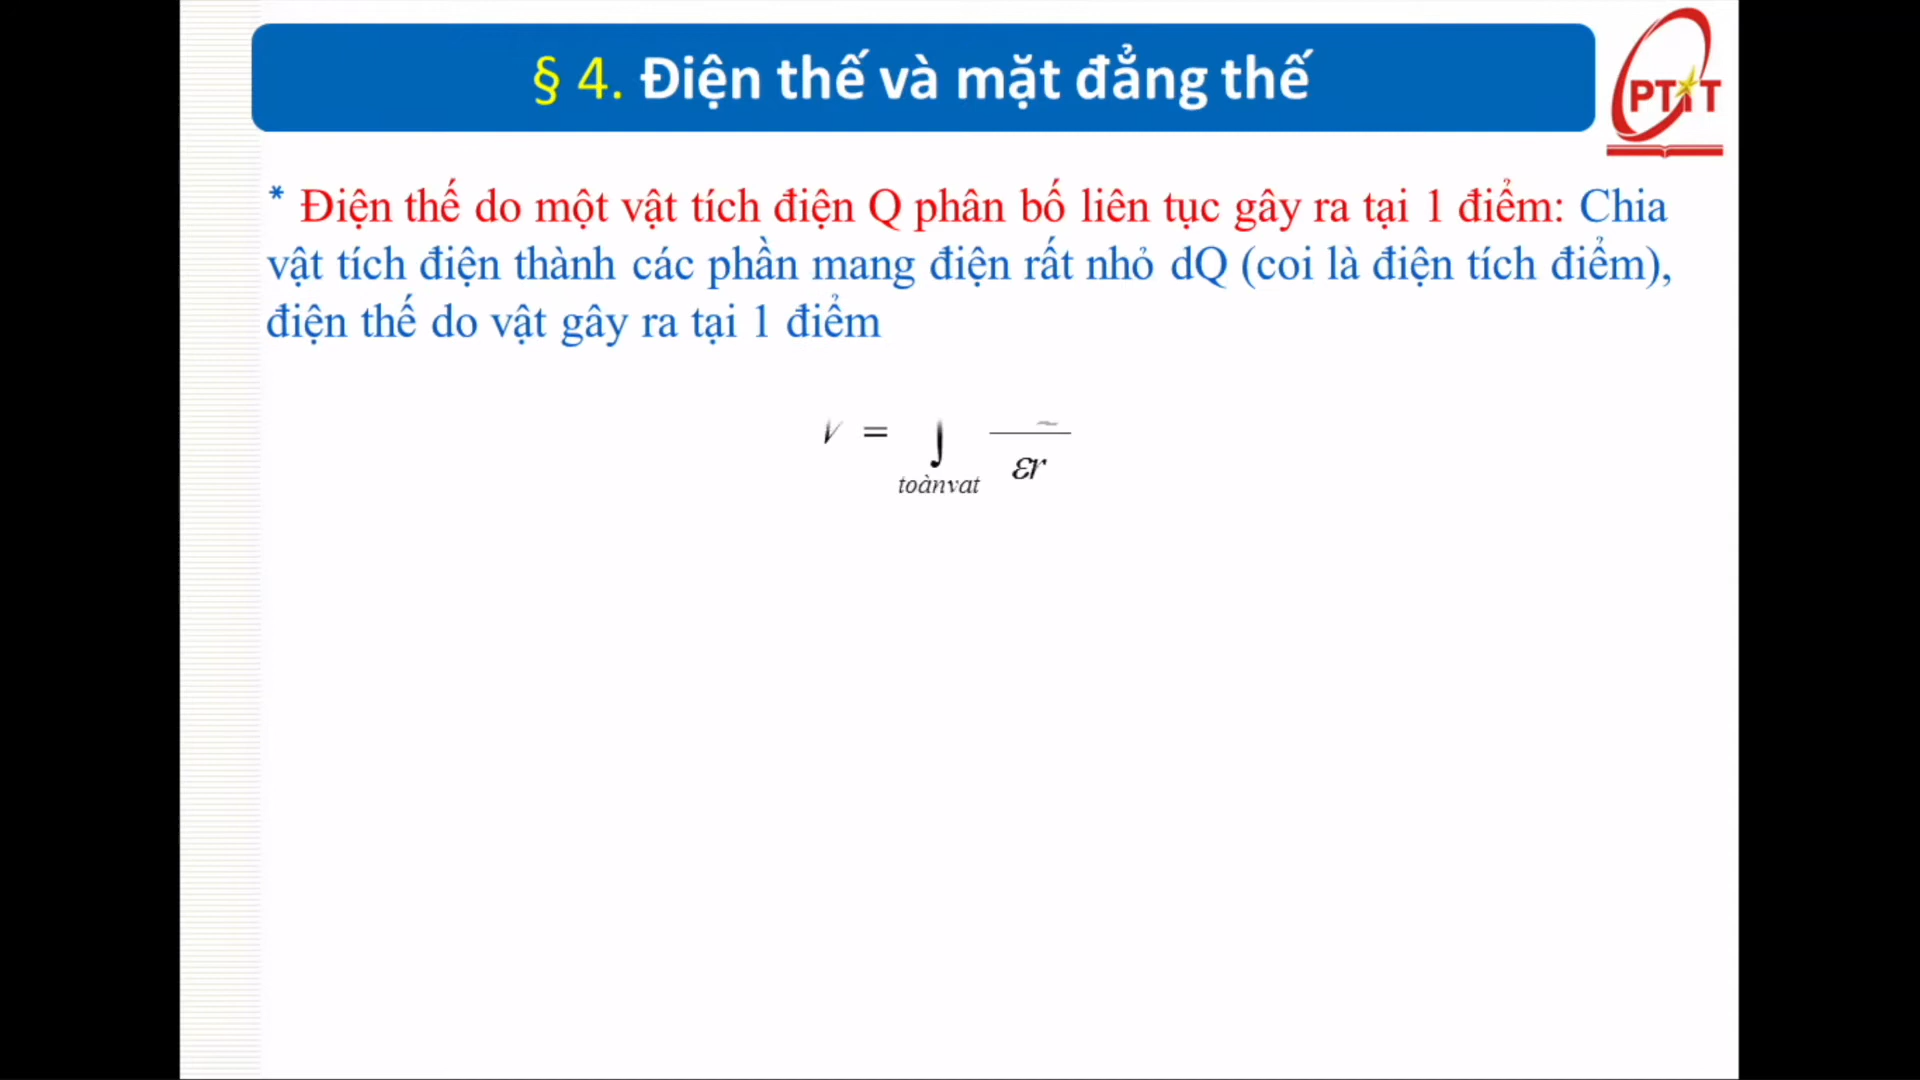 § 4. Điện thế và mặt đẳng thế
PTIT
* Điện thế do một vật tích điện Q phân bố liên tục gây ra tại 1 điểm: Chia
vật tích điện thành các phần mang điện rất nhỏ dQ (coi là điện tích điểm),
điện thế do vật gây ra tại 1 điểm
V = ∫
εr
toànvat